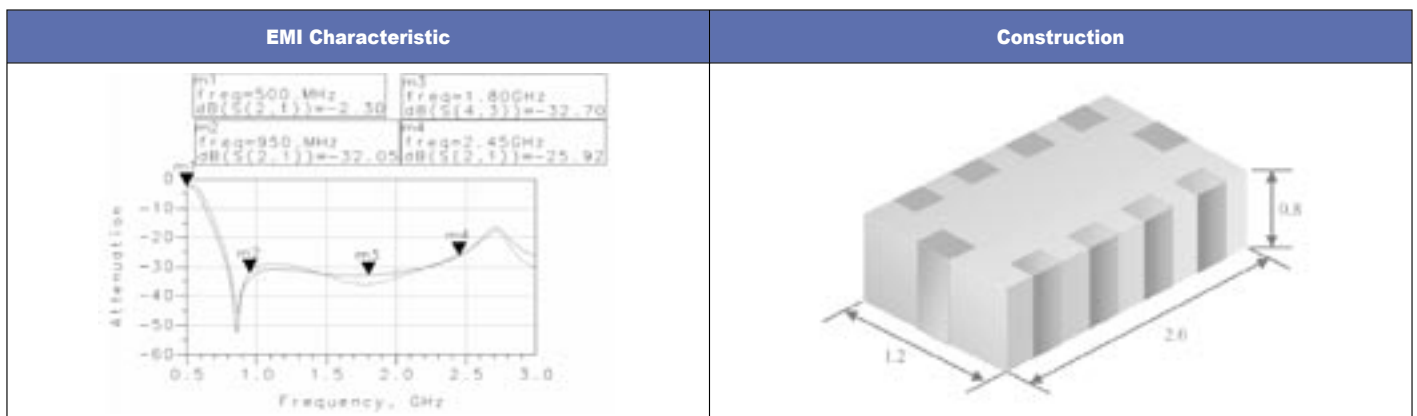 EMI Characteristic
Construction
m1
freq=500.MHz
dB(S(2,1))=-2.30
m3
freq=1.80GHz
dB(S(4,3))=-32.70
m2
freq=950.MHz
dB(S(2,1))=-32.05
m4
freq=2.45GHz
dB(S(2,1))=-25.92
m1
m2
m3
m4
Attenuation
0
-10
-20
-30
-40
-50
-60
0.5
1.0
1.5
2.0
2.5
3.0
Frequency, GHz
0.8
2.0
1.2